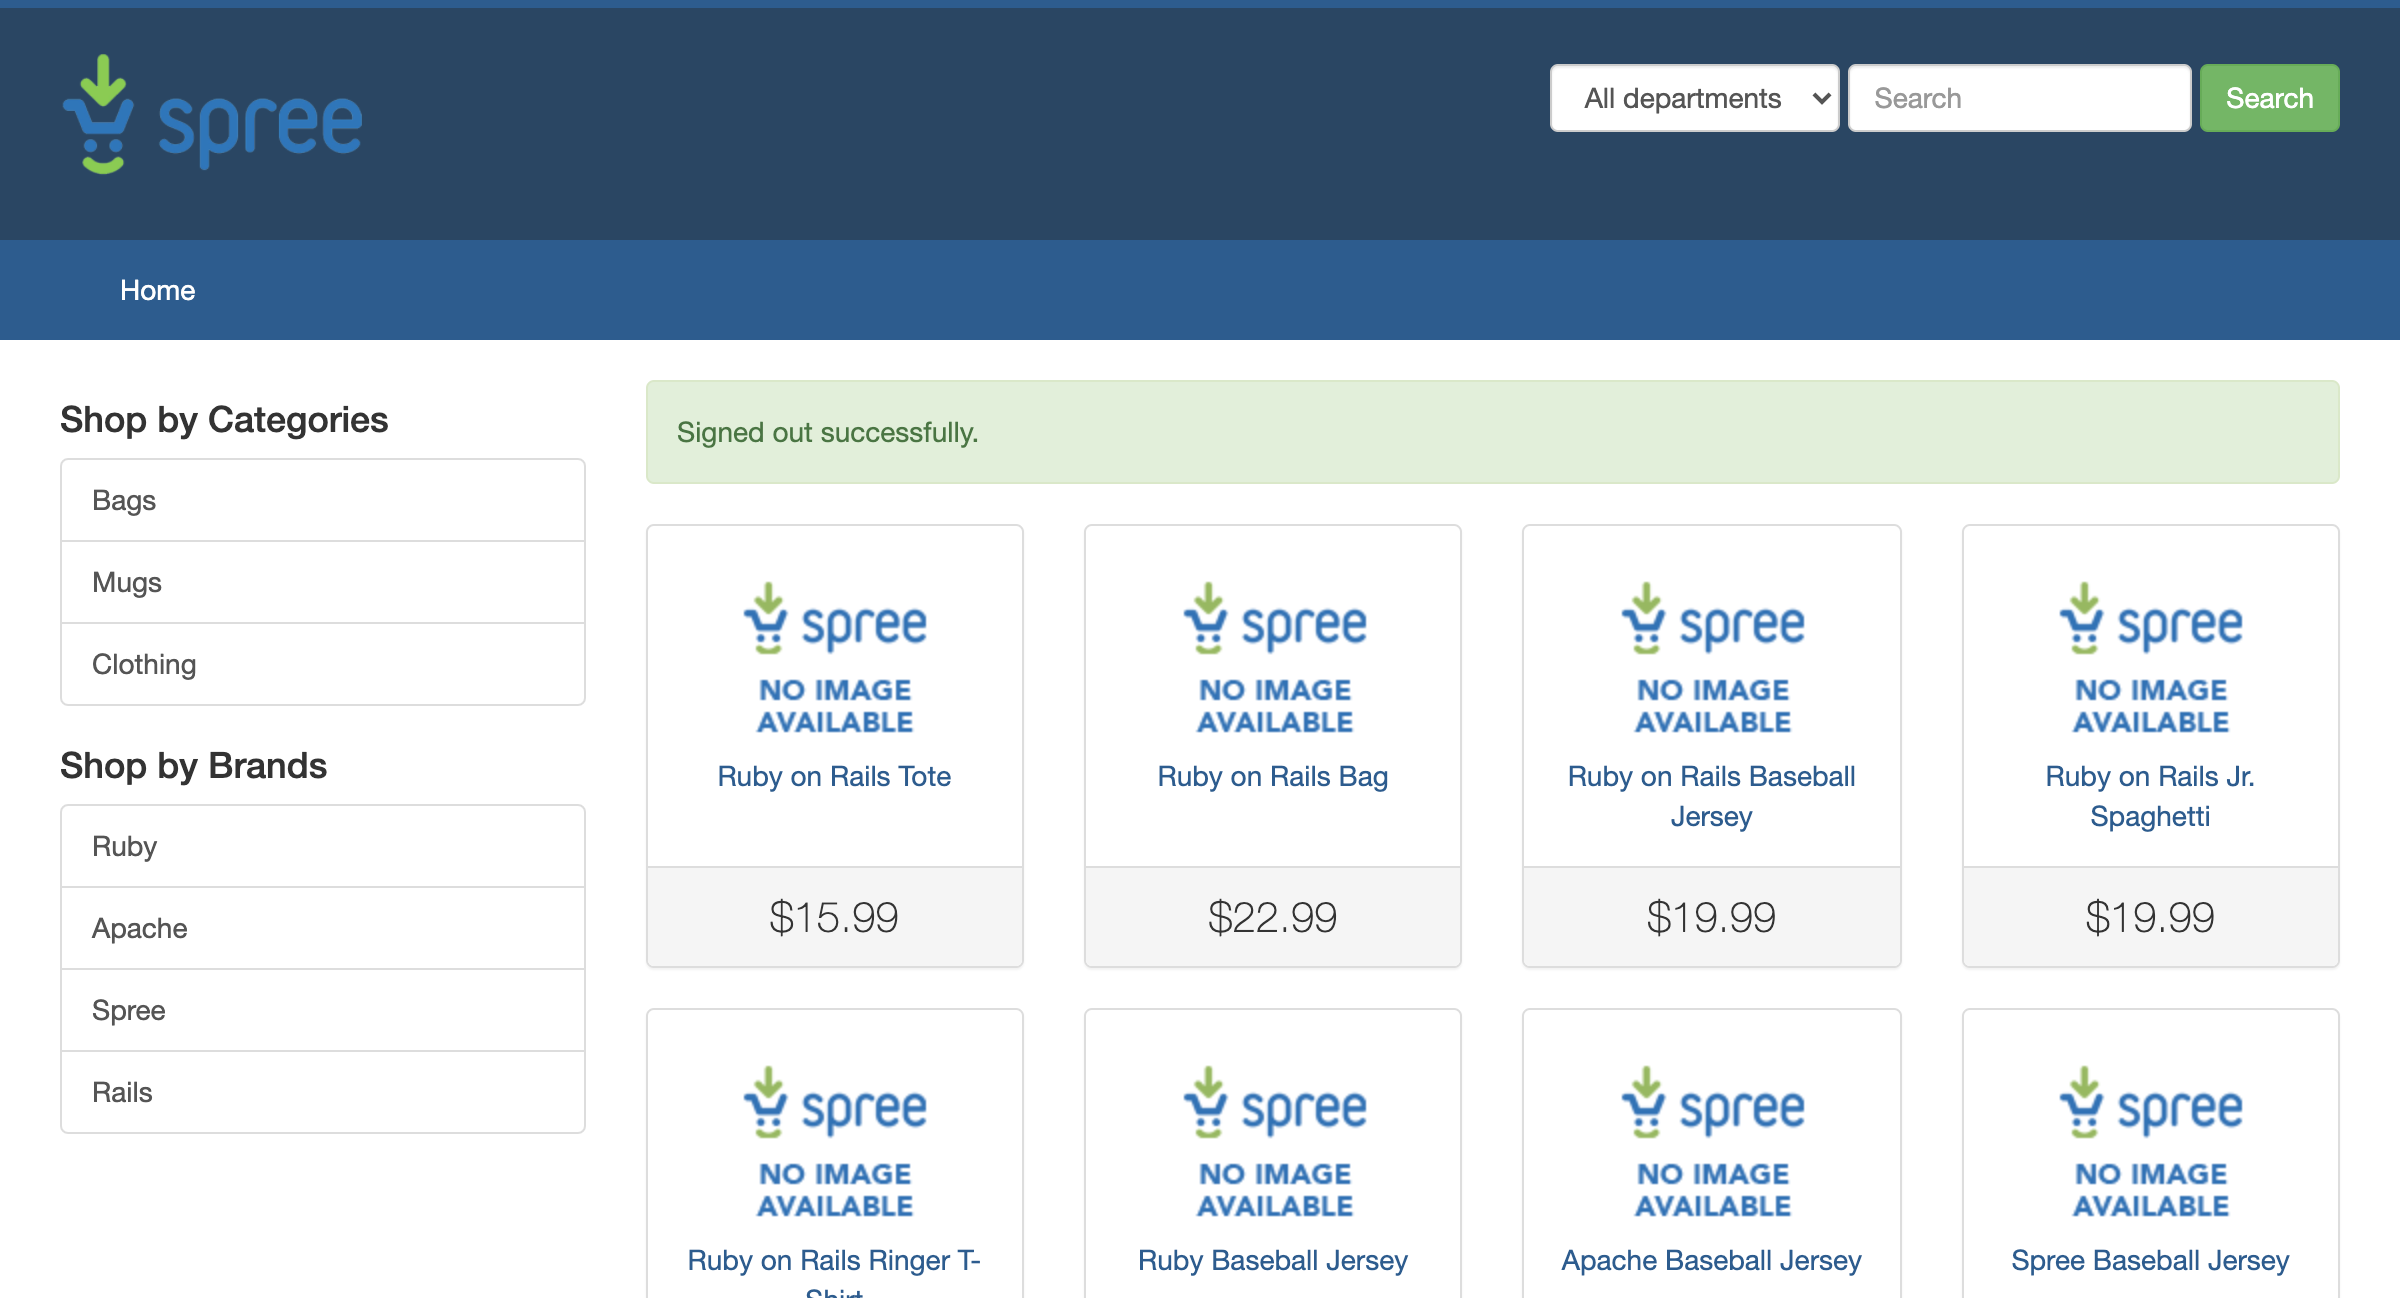 spree
All departments
Search
Search
Home
Shop by Categories
Bags
Mugs
Clothing
Shop by Brands
Ruby
Apache
Spree
Rails
Signed out successfully.
spree
NO IMAGE
AVAILABLE
Ruby on Rails Tote
$15.99
spree
NO IMAGE
AVAILABLE
Ruby on Rails Bag
$22.99
spree
NO IMAGE
AVAILABLE
Ruby on Rails Baseball
Jersey
$19.99
spree
NO IMAGE
AVAILABLE
Ruby on Rails Jr.
Spaghetti
$19.99
spree
NO IMAGE
AVAILABLE
Ruby on Rails Ringer T-
Shirt
spree
NO IMAGE
AVAILABLE
Ruby Baseball Jersey
spree
NO IMAGE
AVAILABLE
Apache Baseball Jersey
spree
NO IMAGE
AVAILABLE
Spree Baseball Jersey